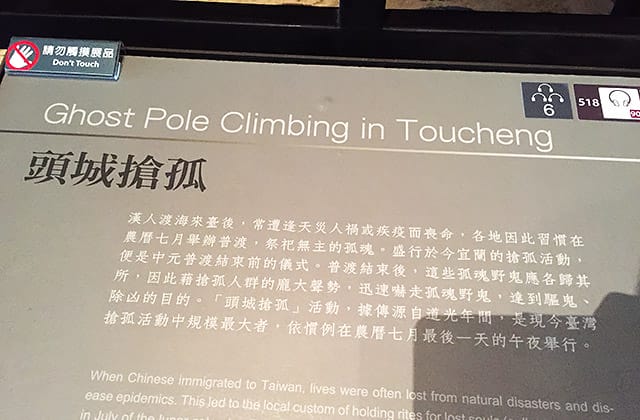 請勿觸摸展品
Don't Touch
6
518
Ghost Pole Climbing in Toucheng
頭城搶孤
漢人渡海來臺後，常遭逢天災人禍或疾疫而喪命，各地因此習慣在
農曆七月舉辦普渡，祭祀無主的孤魂。盛行於今宜蘭的搶孤活動，
便是中元普渡結束前的儀式。普渡結束後，這些孤魂野鬼應各歸其
所，因此藉搶孤人群的龐大聲勢，迅速嚇走孤魂野鬼，達到驅鬼、
除凶的目的。「頭城搶孤」活動，據傳源自道光年間，是現今臺灣
搶孤活動中規模最大者，依慣例在農曆七月最後一天的午夜舉行。
When Chinese immigrated to Taiwan, lives were often lost from natural disasters and dis-
ease epidemics. This led to the local custom of holding rites for lost souls
in July of the lunar